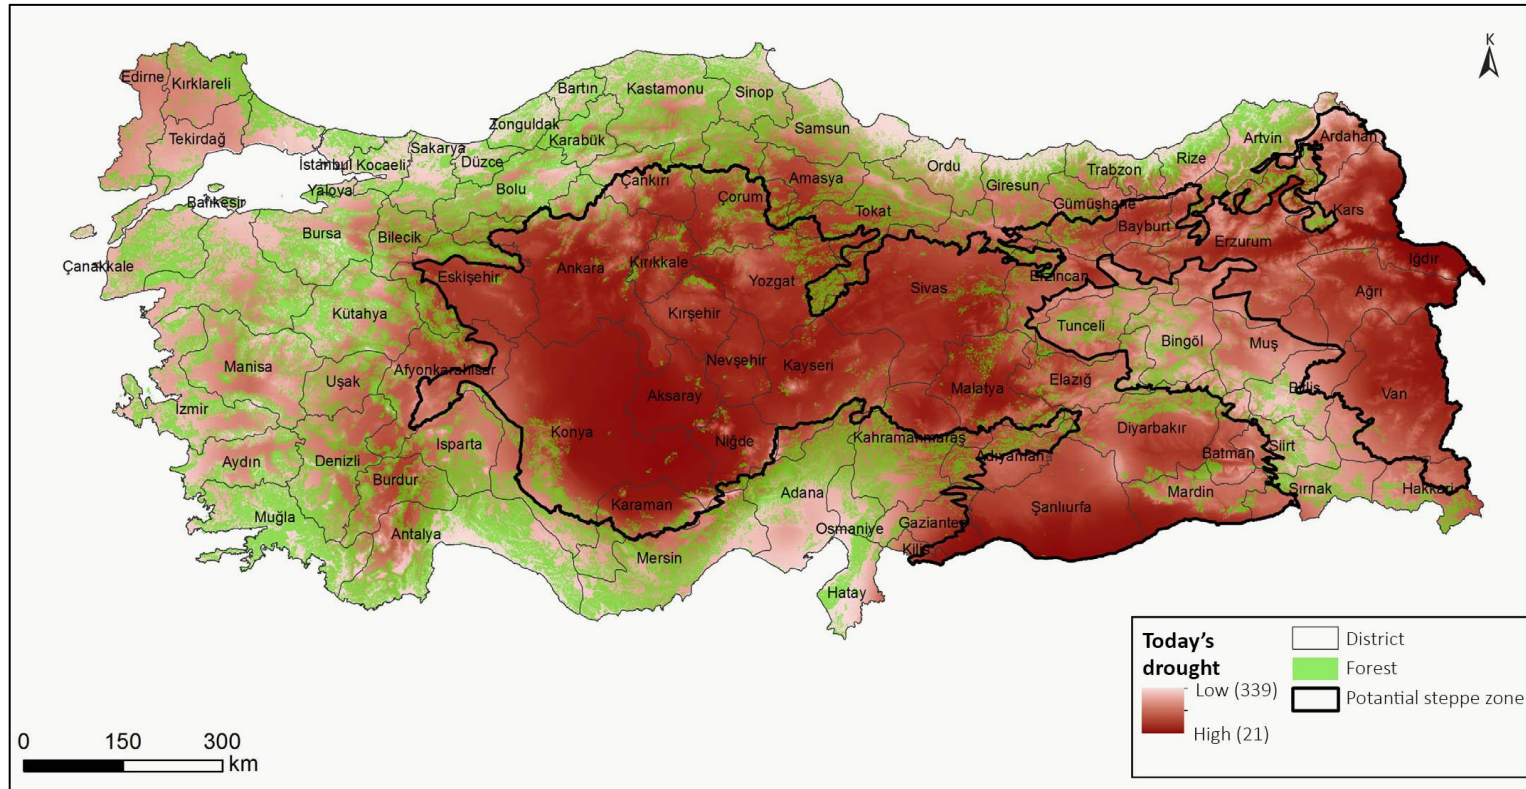 K
Edirne
Kırklareli
Tekirdağ
İstanbul
Kocaeli
Yalova
Sakarya
Düzce
Zonguldak
Bartın
Karabük
Kastamonu
Sinop
Samsun
Ordu
Giresun
Trabzon
Rize
Artvin
Ardahan
Bolu
Çankırı
Çorum
Amasya
Tokat
Gümüşhane
Bayburt
Erzurum
Kars
Iğdır
Balıkesir
Bursa
Bilecik
Çanakkale
Eskişehir
Ankara
Kırıkkale
Yozgat
Sivas
Erzincan
Ağrı
Kütahya
Kırşehir
Tunceli
Bingöl
Muş
Manisa
Uşak
Afyonkarahisar
Nevşehir
Kayseri
Elazığ
Malatya
Bitlis
Van
İzmir
Aksaray
Konya
Niğde
Kahramanmaraş
Diyarbakır
Batman
Siirt
Aydın
Denizli
Isparta
Burdur
Adıyaman
Mardin
Şırnak
Hakkari
Muğla
Antalya
Karaman
Adana
Osmaniye
Gaziantep
Şanlıurfa
Kilis
Mersin
Hatay
Today's
drought
Low (339)
High (21)
District
Forest
Potantial steppe zone
0 150 300
km